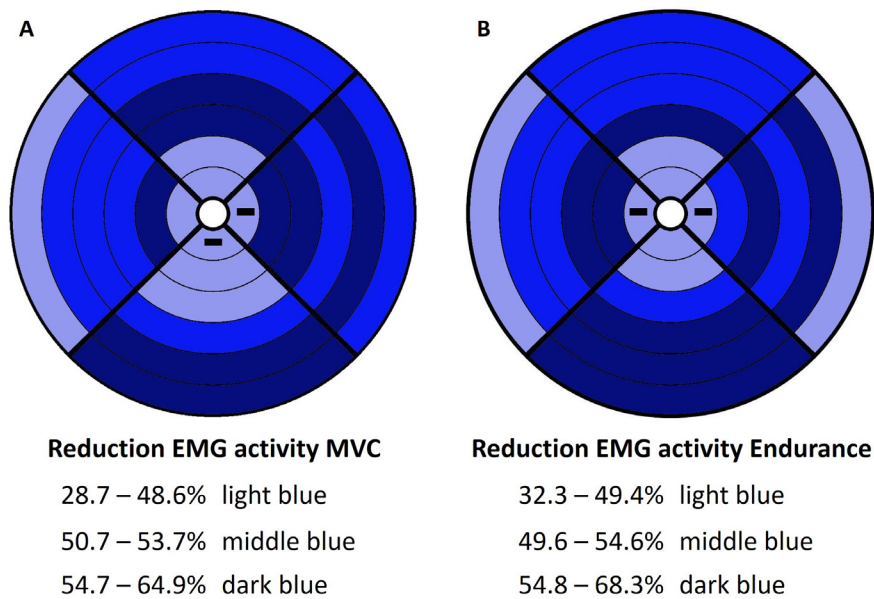 A
B
Reduction EMG activity MVC
28.7 – 48.6% light blue
50.7 – 53.7% middle blue
54.7 – 64.9% dark blue
Reduction EMG activity Endurance
32.3 – 49.4% light blue
49.6 – 54.6% middle blue
54.8 – 68.3% dark blue